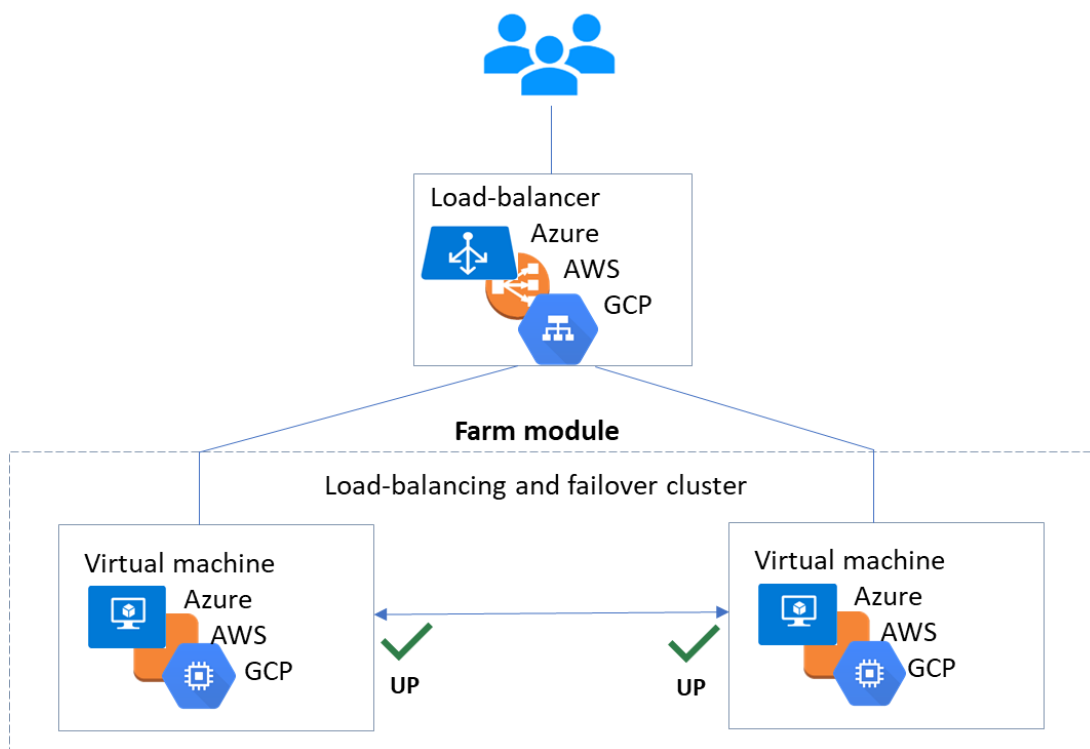 Load-balancer
Azure
AWS
GCP
Farm module
Load-balancing and failover cluster
Virtual machine
Azure
AWS
GCP
UP
Virtual machine
Azure
AWS
GCP
UP